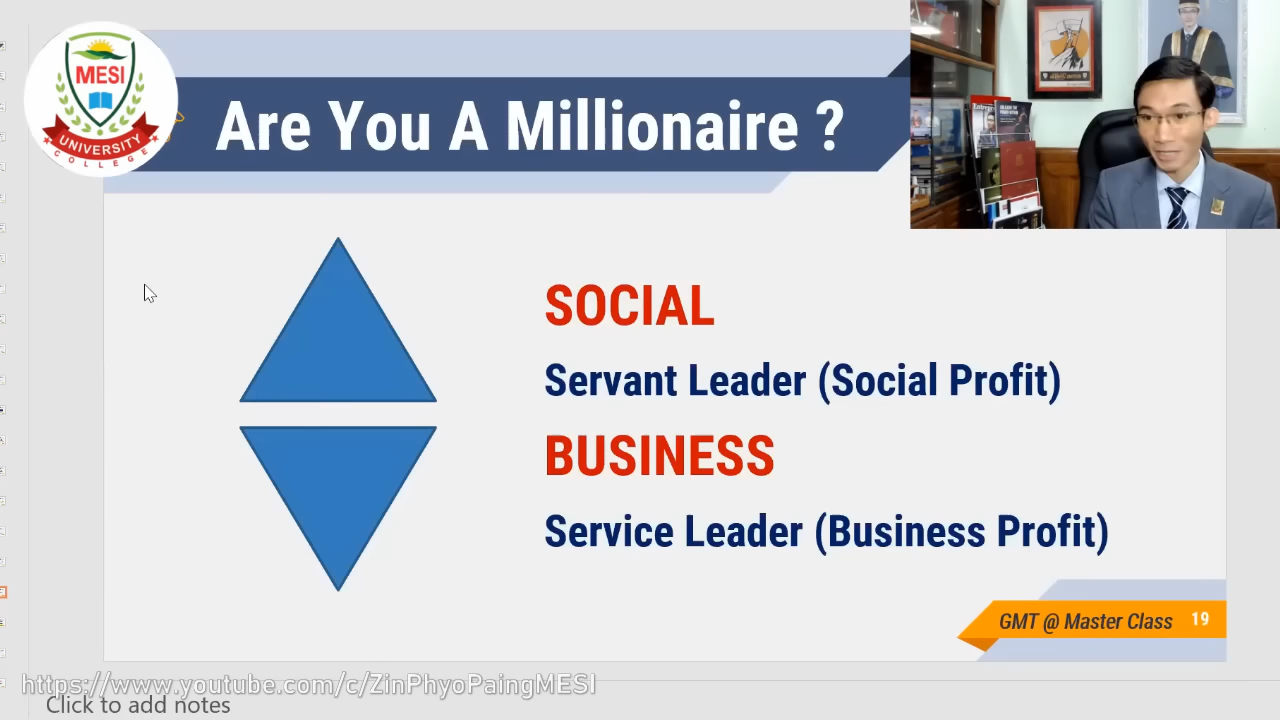 MESI
UNIVERSITY
COLLEGE
Are You A Millionaire ?
SOCIAL
Servant Leader (Social Profit)
BUSINESS
Service Leader (Business Profit)
GMT @ Master Class 19
https://www.youtube.com/c/ZinPhyoPaingMESI
Click to add notes